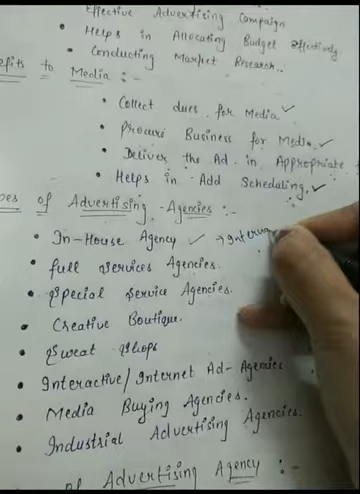 Effective Advertising Campaign
• Helps in Allocating Budget effectively
• Conducting Market Research.
efits to Media :-
• Collect dues for Media ✓
• Procure Business for Media. ✓
• Deliver the Ad. in Appropriate
• Helps in Add Scheduling. ✓
pes of Advertising Agencies :-
• In-House Agency ✓ →
• full Services Agencies.
• Special Service Agencies.
• Creative Boutique.
• Sweat Shops
• Interactive/Internet Ad-Agencies
• Media Buying Agencies.
• Industrial Advertising Agencies.
of Advertising Agency :-